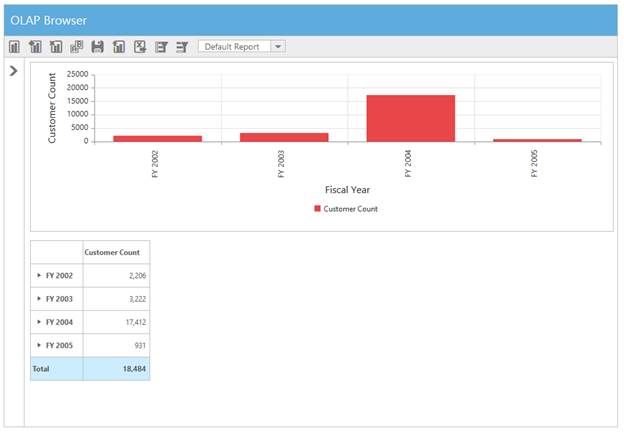 OLAP Browser
Default Report
Customer Count
25000
20000
15000
10000
5000
0
FY 2002
FY 2003
FY 2004
FY 2005
Fiscal Year
Customer Count
Customer Count
FY 2002 2,206
FY 2003 3,222
FY 2004 17,412
FY 2005 931
Total 18,484